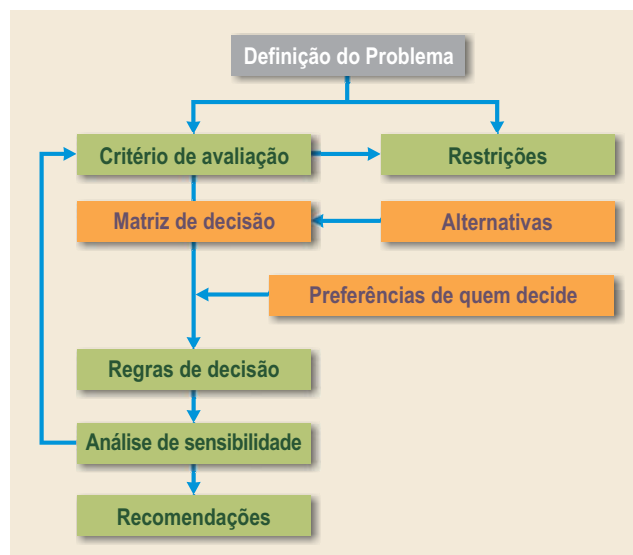 Definição do Problema
Critério de avaliação
Restrições
Matriz de decisão
Alternativas
Preferências de quem decide
Regras de decisão
Análise de sensibilidade
Recomendações